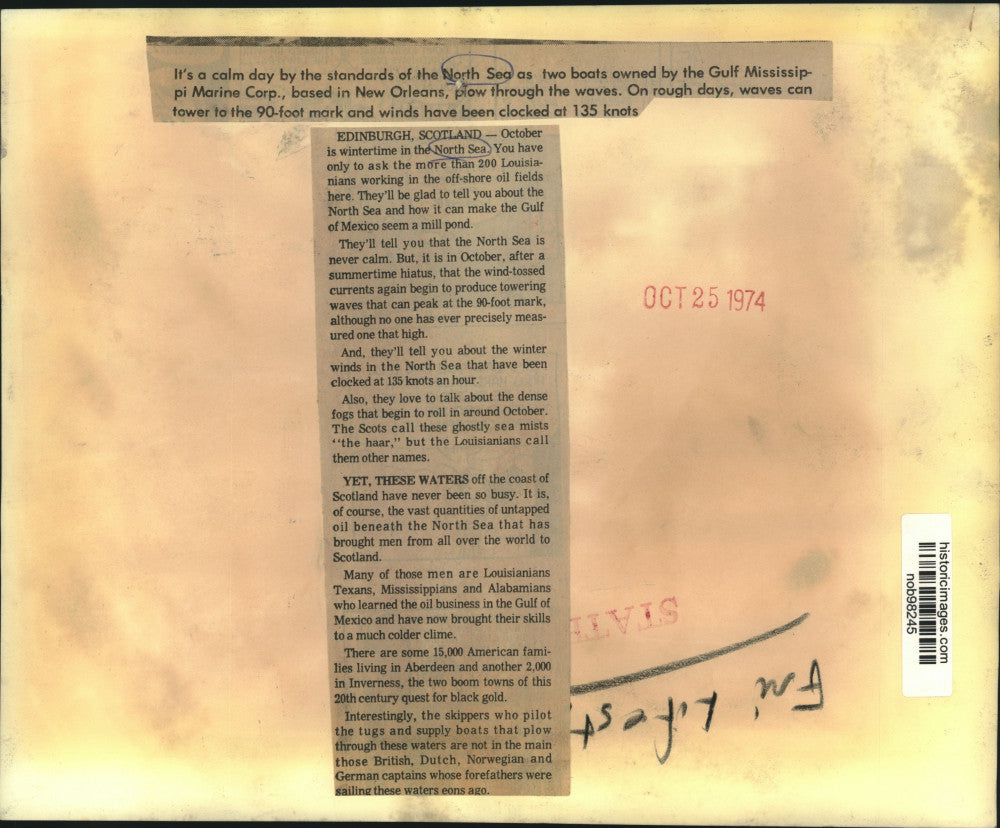 It's a calm day by the standards of the North Sea as two boats owned by the Gulf Mississip-
pi Marine Corp., based in New Orleans, plow through the waves. On rough days, waves can
tower to the 90-foot mark and winds have been clocked at 135 knots
EDINBURGH, SCOTLAND — October
is wintertime in the North Sea. You have
only to ask the more than 200 Louisia-
nians working in the off-shore oil fields
here. They'll be glad to tell you about the
North Sea and how it can make the Gulf
of Mexico seem a mill pond.
They'll tell you that the North Sea is
never calm. But, it is in October, after a
summertime hiatus, that the wind-tossed
currents again begin to produce towering
waves that can peak at the 90-foot mark,
although no one has ever precisely meas-
ured one that high.
And, they'll tell you about the winter
winds in the North Sea that have been
clocked at 135 knots an hour.
Also, they love to talk about the dense
fogs that begin to roll in around October.
The Scots call these ghostly sea mists
"the haar," but the Louisianians call
them other names.
YET, THESE WATERS off the coast of
Scotland have never been so busy. It is,
of course, the vast quantities of untapped
oil beneath the North Sea that has
brought men from all over the world to
Scotland.
Many of those men are Louisianians
Texans, Mississippians and Alabamians
who learned the oil business in the Gulf of
Mexico and have now brought their skills
to a much colder clime.
There are some 15,000 American fami-
lies living in Aberdeen and another 2,000
in Inverness, the two boom towns of this
20th century quest for black gold.
Interestingly, the skippers who pilot
the tugs and supply boats that plow
through these waters are not in the main
those British, Dutch, Norwegian and
German captains whose forefathers were
sailing these waters eons ago.
OCT 25 1974
historicimages.com
nob98245
Fri